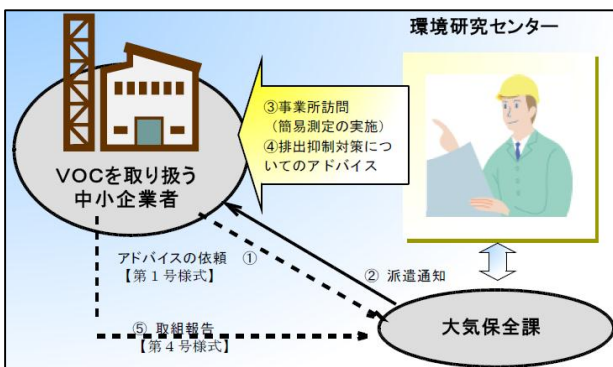 環境研究センター
③事業所訪問
（簡易測定の実施）
④排出抑制対策につ
いてのアドバイス
VOCを取り扱う
中小企業者
アドバイスの依頼　①
【第１号様式】
② 派遣通知
⑤ 取組報告
【第４号様式】
大気保全課